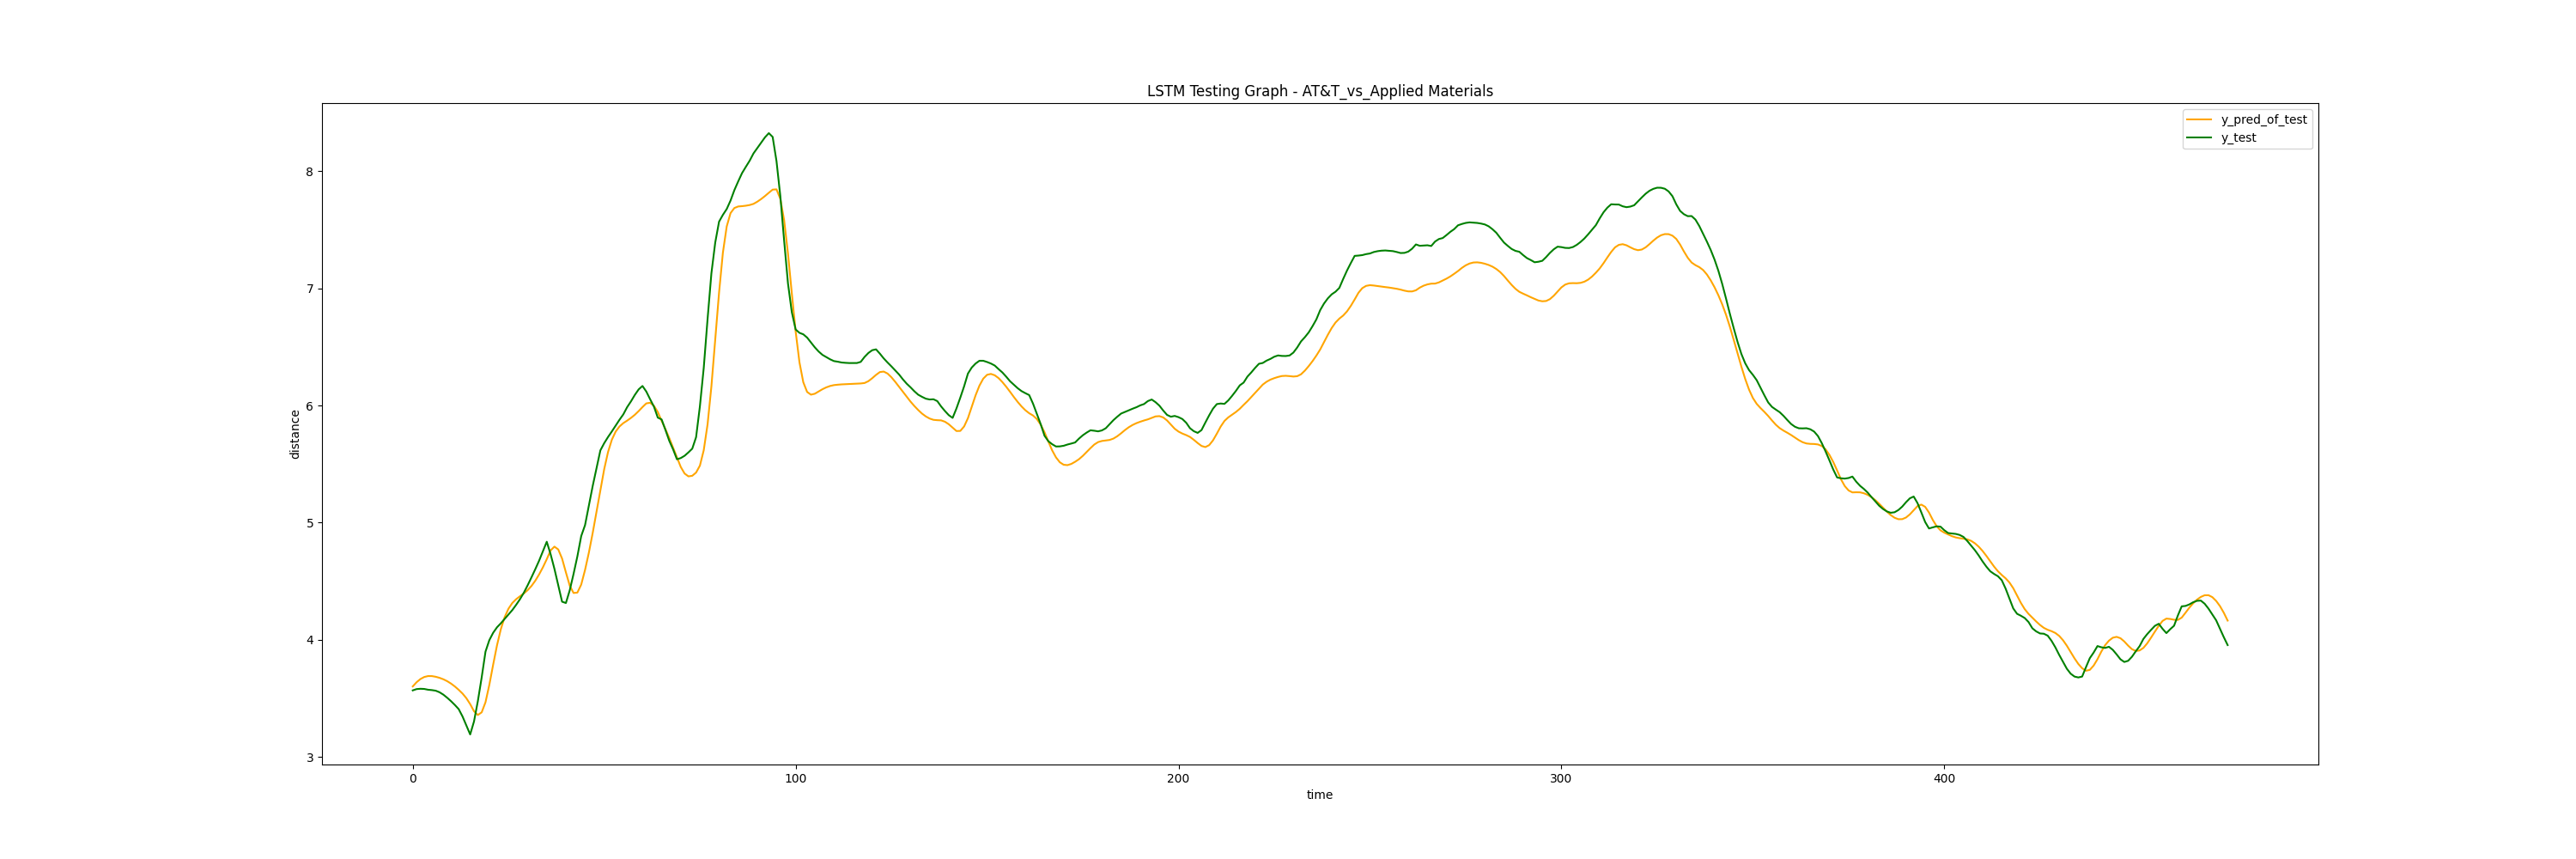 LSTM Testing Graph - AT&T_vs_Applied Materials
y_pred_of_test
y_test
8
7
6
5
4
3
distance
0 100 200 300 400
time